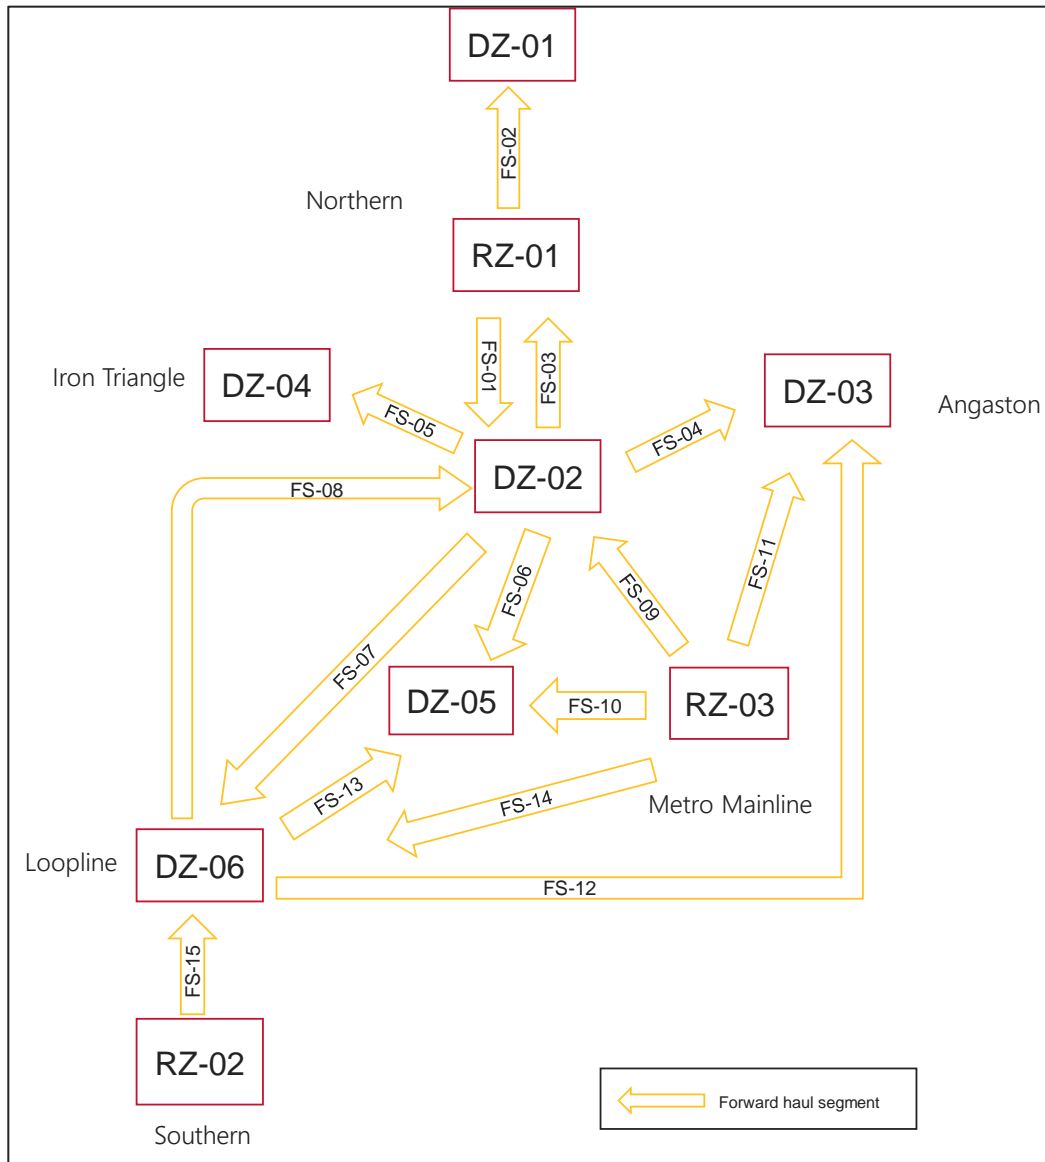 DZ-01
FS-02
Northern
RZ-01
FS-01
FS-03
Iron Triangle
DZ-04
FS-05
FS-04
DZ-03
Angaston
DZ-02
FS-08
FS-06
FS-09
FS-11
FS-07
DZ-05
FS-10
RZ-03
FS-13
FS-14
Metro Mainline
Loopline
DZ-06
FS-12
FS-15
RZ-02
Southern
Forward haul segment